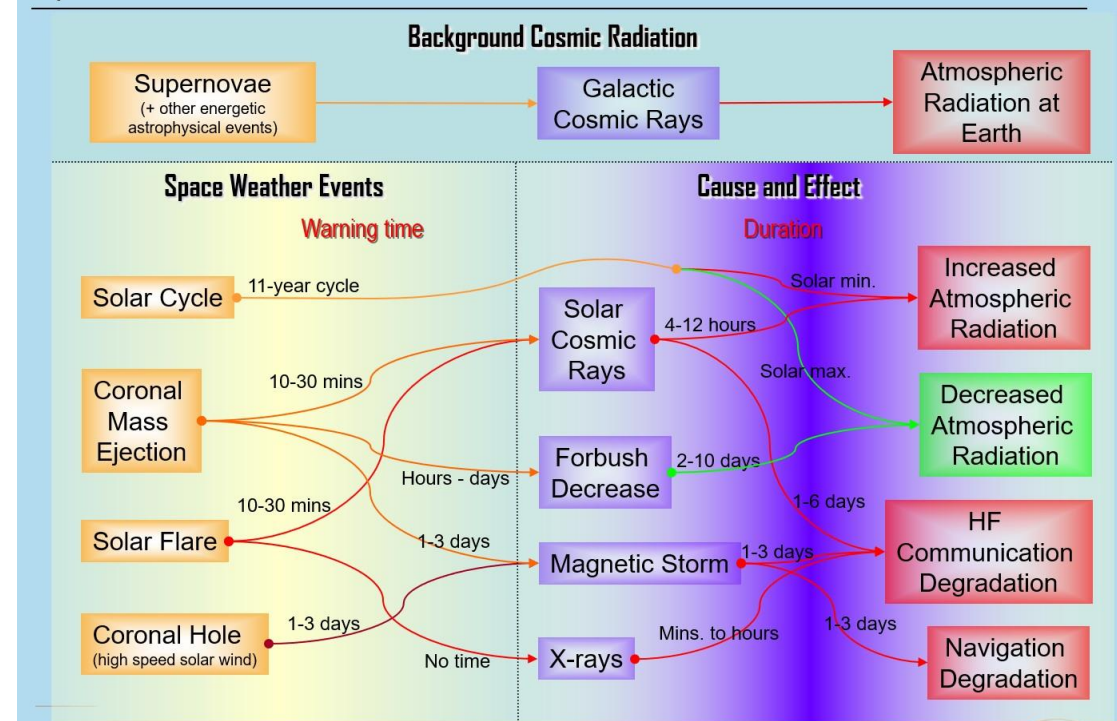 Background Cosmic Radiation
Supernovae
(+ other energetic
astrophysical events)
Galactic
Cosmic Rays
Atmospheric
Radiation at
Earth
Space Weather Events
Cause and Effect
Warning time
Duration
Solar Cycle
11-year cycle
Solar min.
Increased
Atmospheric
Radiation
Solar
Cosmic
Rays
4-12 hours
Coronal
Mass
Ejection
10-30 mins
Solar max.
Decreased
Atmospheric
Radiation
Hours - days
Forbush
Decrease
2-10 days
Solar Flare
10-30 mins
1-3 days
Magnetic Storm
1-3 days
1-6 days
HF
Communication
Degradation
Coronal Hole
(high speed solar wind)
1-3 days
No time
X-rays
Mins. to hours
1-3 days
Navigation
Degradation